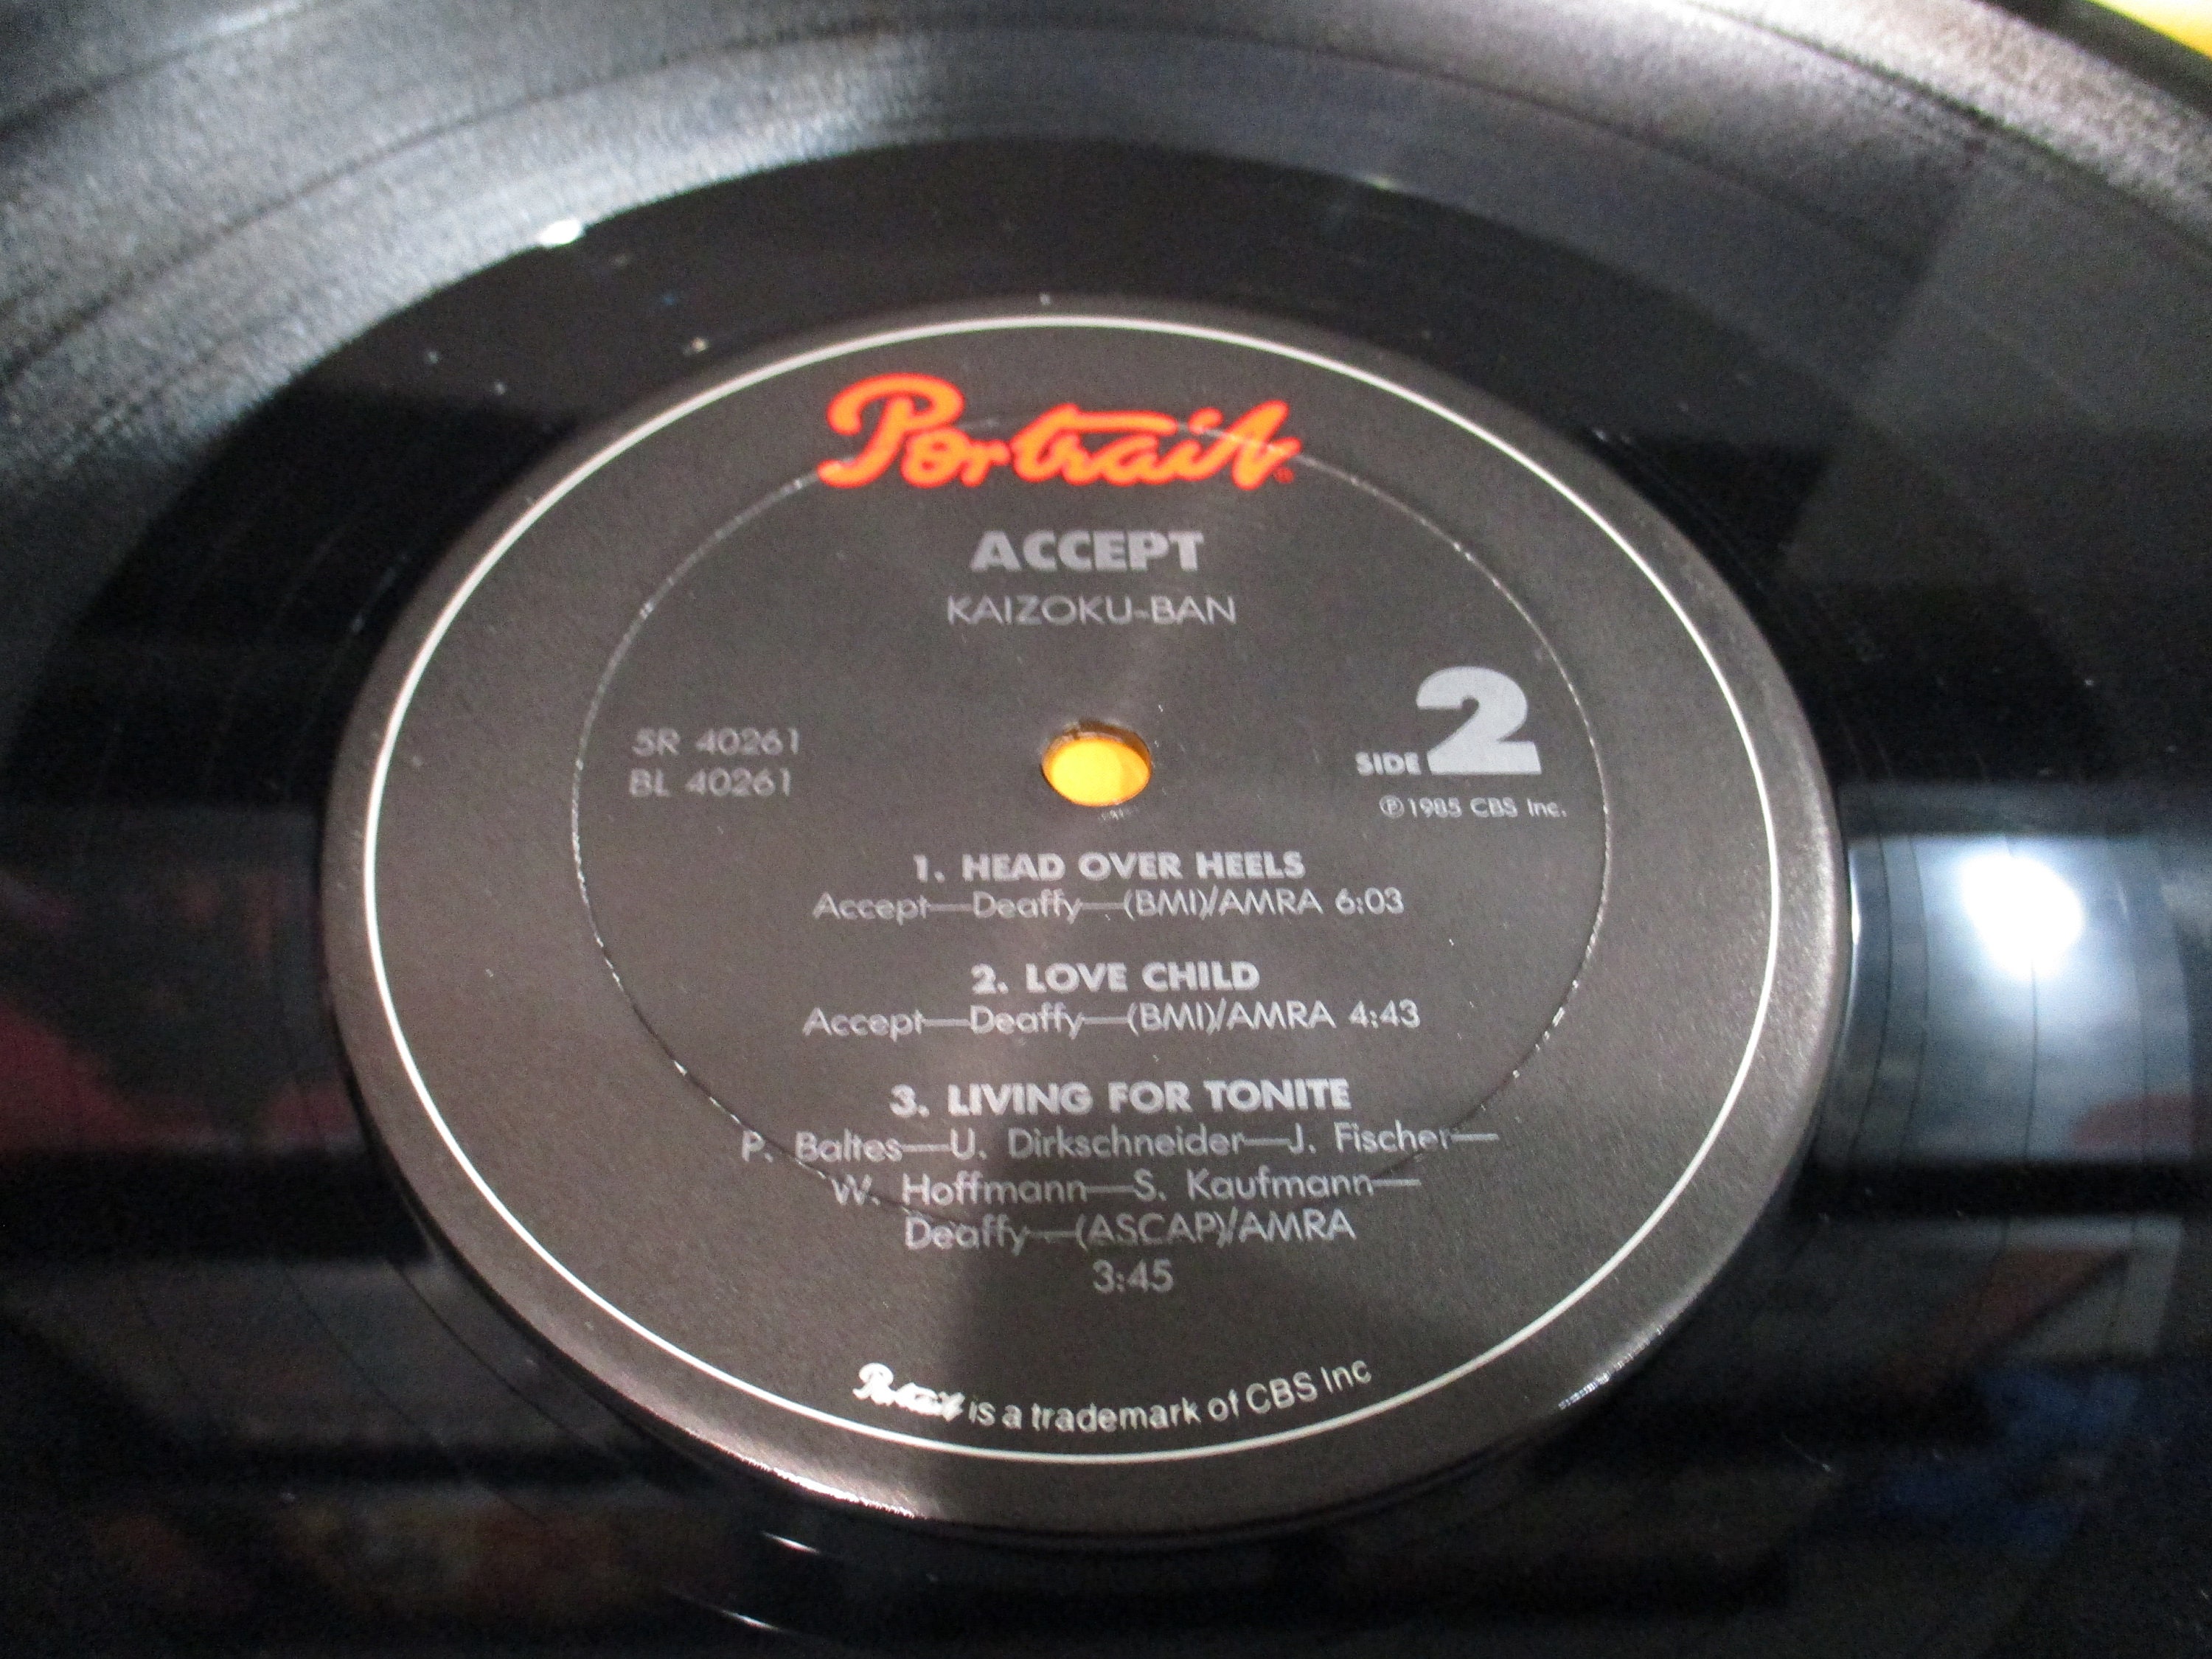 Portrait
ACCEPT
KAIZOKU-BAN
5R 40261
BL 40261
SIDE 2
℗1985 CBS Inc.
1. HEAD OVER HEELS
Accept—Deaffy—(BMI)/AMRA 6:03
2. LOVE CHILD
Accept—Deaffy—(BMI)/AMRA 4:43
3. LIVING FOR TONITE
P. Baltes—U. Dirkschneider—J. Fischer—
W. Hoffmann—S. Kaufmann—
Deaffy—(ASCAP)/AMRA
3:45
Portrait is a trademark of CBS Inc